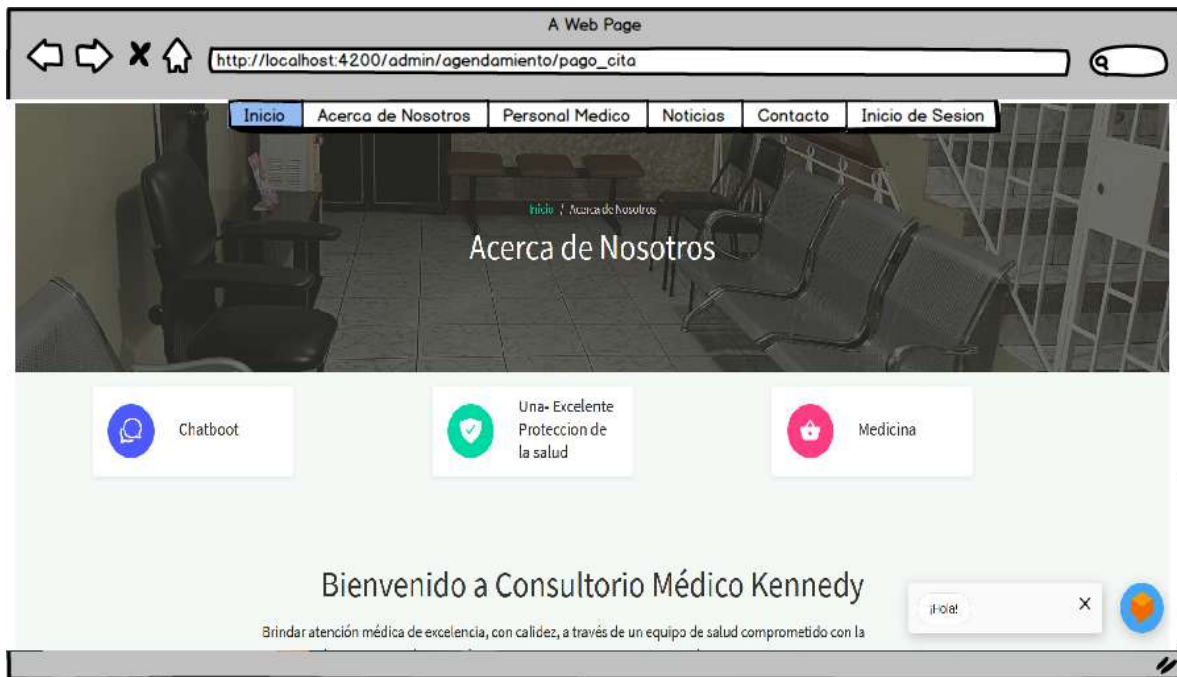 A Web Page
http://localhost:4200/admin/agendamiento/pago_cita
Inicio
Acerca de Nosotros
Personal Medico
Noticias
Contacto
Inicio de Sesion
Inicio / Acerca de Nosotros
Acerca de Nosotros
Chatboot
Una- Excelente
Proteccion de
la salud
Medicina
Bienvenido a Consultorio Médico Kennedy
Brindar atención médica de excelencia, con calidez, a través de un equipo de salud comprometido con la
¡Hola!